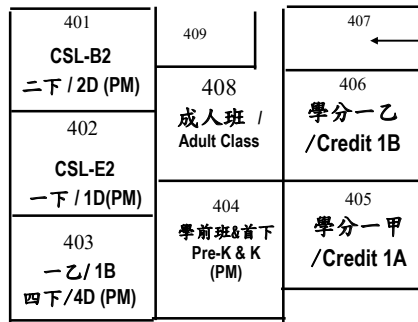 401
CSL-B2
二下 / 2D (PM)
402
CSL-E2
一下 / 1D(PM)
403
一乙/ 1B
四下/4D (PM)
409
408
成人班 /
Adult Class
404
學前班&首下
Pre-K & K
(PM)
407
406
學分一乙
/Credit 1B
405
學分一甲
/Credit 1A